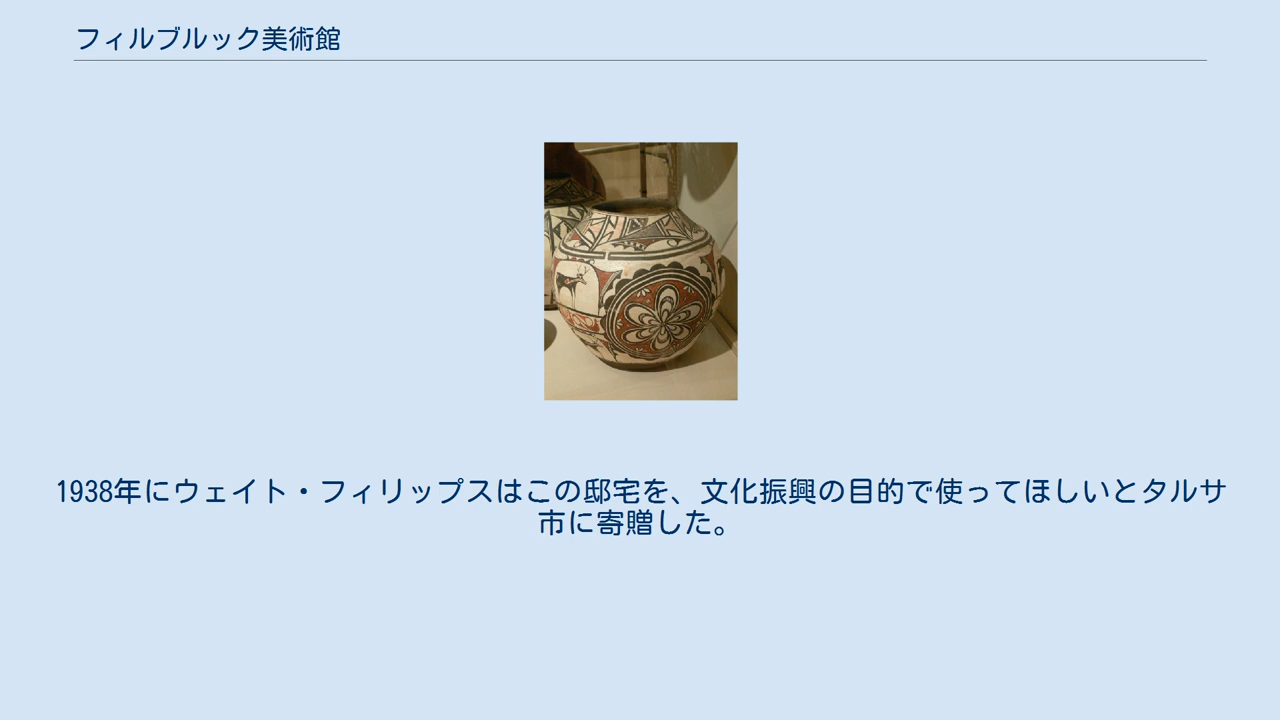 フィルブルック美術館
1938年にウェイト・フィリップスはこの邸宅を、文化振興の目的で使ってほしいとタルサ
市に寄贈した。